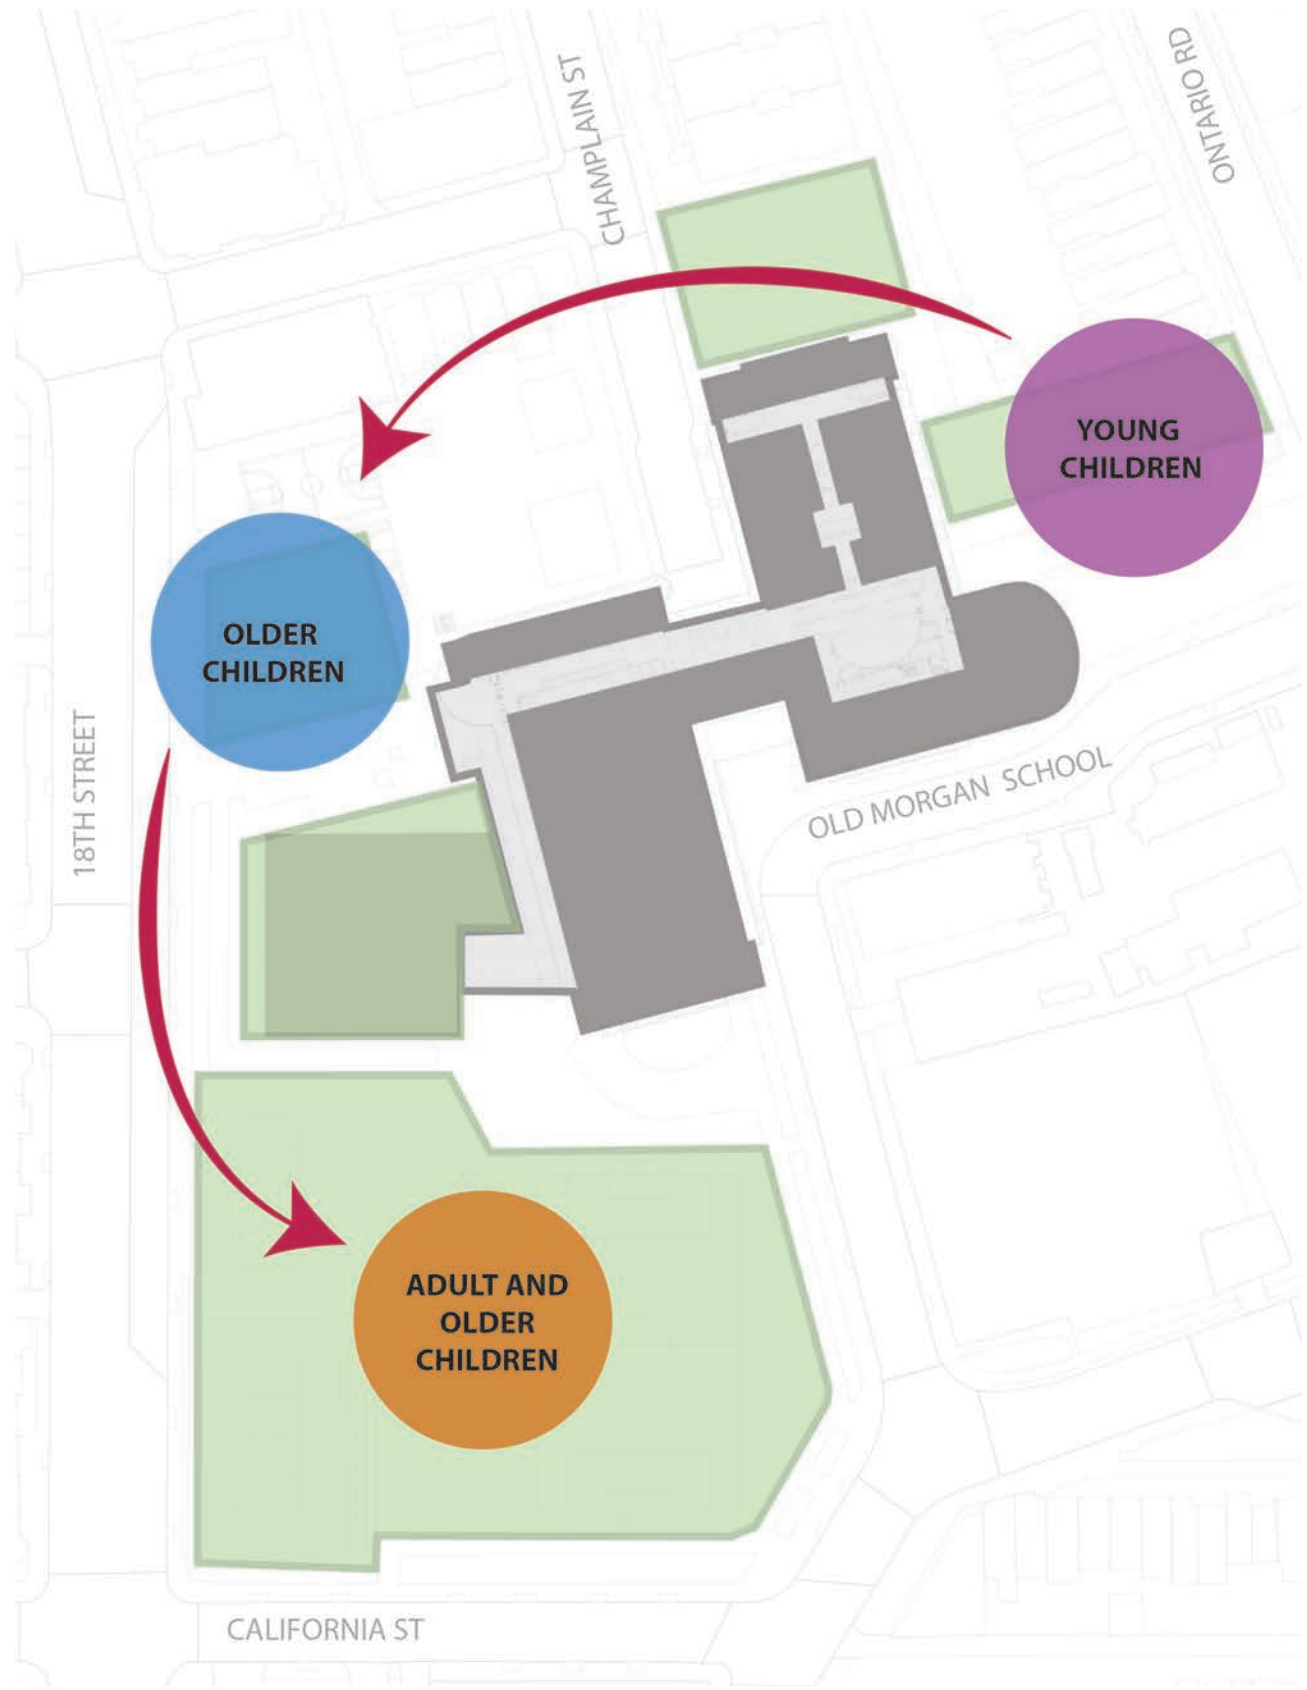 CHAMPLAIN ST
ONTARIO RD
YOUNG
CHILDREN
OLDER
CHILDREN
18TH STREET
OLD MORGAN SCHOOL
ADULT AND
OLDER
CHILDREN
CALIFORNIA ST